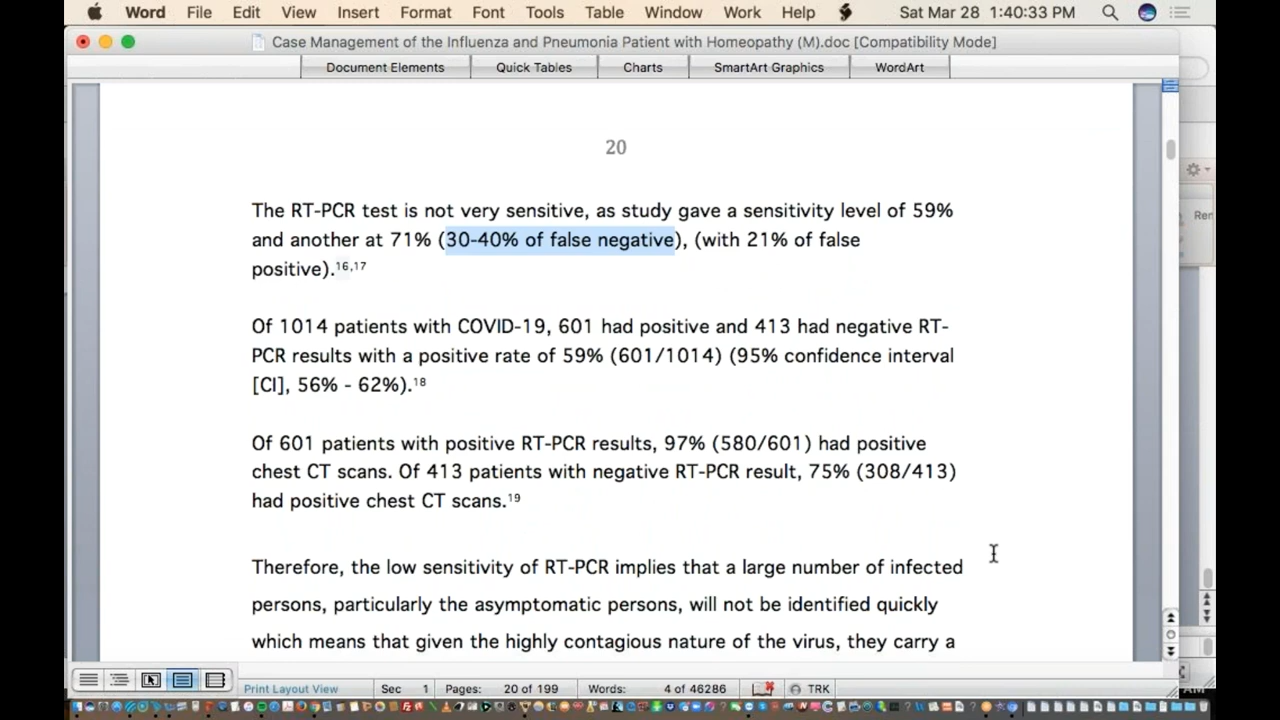 Word File Edit View Insert Format Font Tools Table Window Work Help Sat Mar 28 1:40:33 PM
Case Management of the Influenza and Pneumonia Patient with Homeopathy (M).doc [Compatibility Mode]
Document Elements Quick Tables Charts SmartArt Graphics WordArt
20
The RT-PCR test is not very sensitive, as study gave a sensitivity level of 59%
and another at 71% (30-40% of false negative), (with 21% of false
positive).16,17
Of 1014 patients with COVID-19, 601 had positive and 413 had negative RT-
PCR results with a positive rate of 59% (601/1014) (95% confidence interval
[CI], 56% - 62%).18
Of 601 patients with positive RT-PCR results, 97% (580/601) had positive
chest CT scans. Of 413 patients with negative RT-PCR result, 75% (308/413)
had positive chest CT scans.19
Therefore, the low sensitivity of RT-PCR implies that a large number of infected
persons, particularly the asymptomatic persons, will not be identified quickly
which means that given the highly contagious nature of the virus, they carry a
Print Layout View Sec 1 Pages: 20 of 199 Words: 4 of 46286 TRK